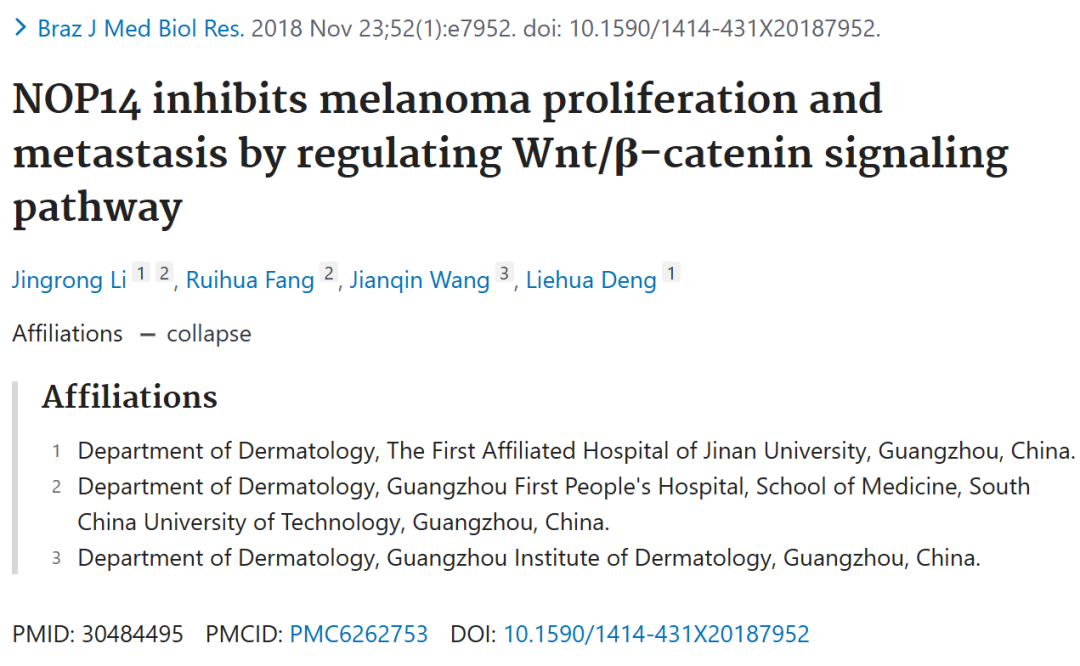 > Braz J Med Biol Res. 2018 Nov 23;52(1):e7952. doi: 10.1590/1414-431X20187952.
NOP14 inhibits melanoma proliferation and
metastasis by regulating Wnt/β-catenin signaling
pathway
Jingrong Li 1 2, Ruihua Fang 2, Jianqin Wang 3, Liehua Deng 1
Affiliations − collapse
Affiliations
1 Department of Dermatology, The First Affiliated Hospital of Jinan University, Guangzhou, China.
2 Department of Dermatology, Guangzhou First People's Hospital, School of Medicine, South
China University of Technology, Guangzhou, China.
3 Department of Dermatology, Guangzhou Institute of Dermatology, Guangzhou, China.
PMID: 30484495 PMCID: PMC6262753 DOI: 10.1590/1414-431X20187952